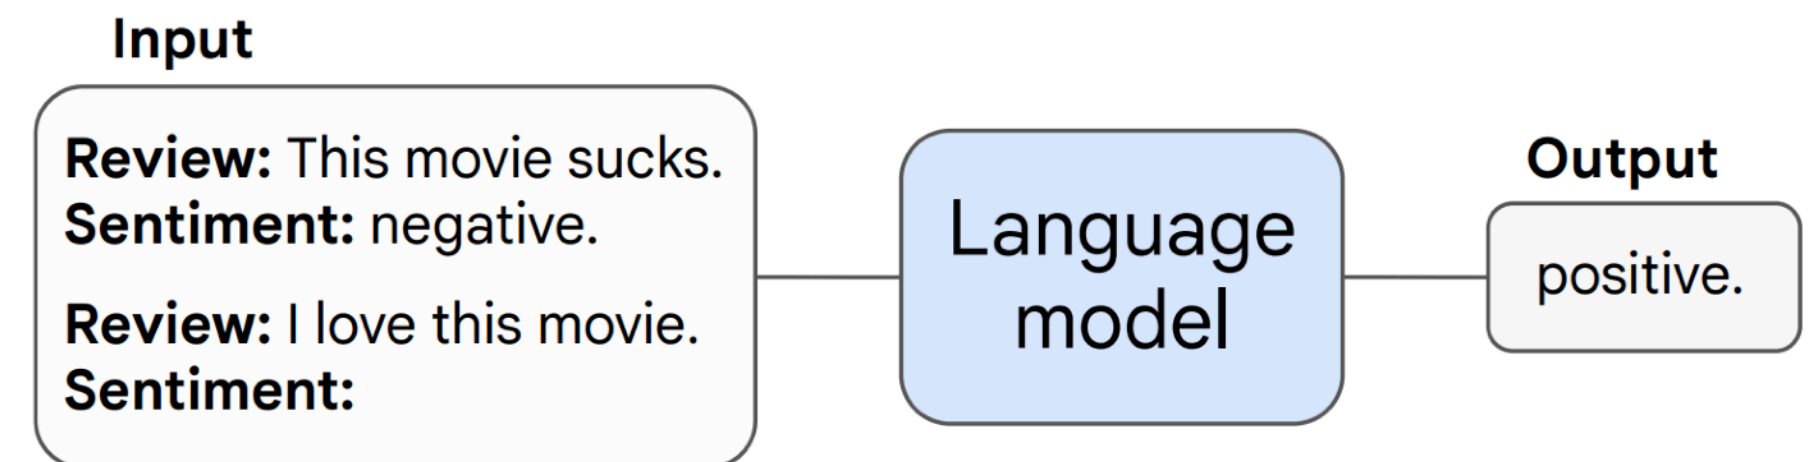 Input
Review: This movie sucks.
Sentiment: negative.
Review: I love this movie.
Sentiment:
Language
model
Output
positive.